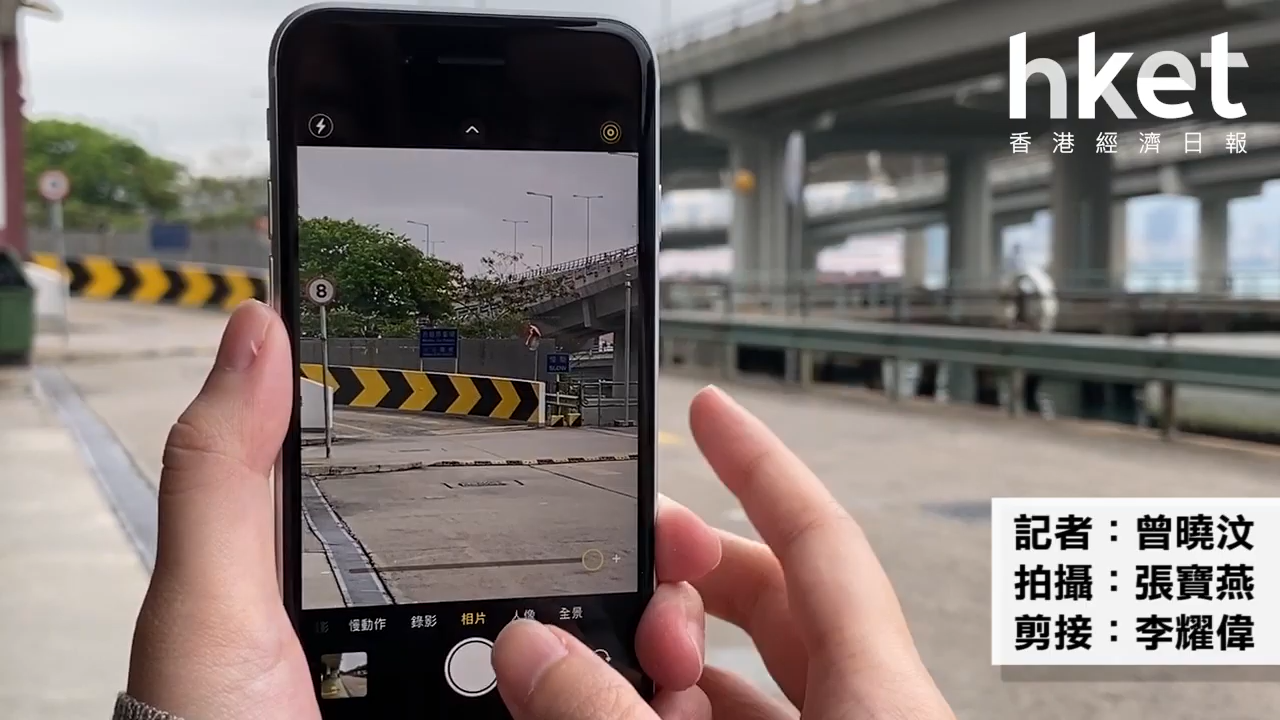 hket
香港經濟日報
8
慢動作 錄影 相片 人像 全景
記者：曾曉汶
拍攝：張寶燕
剪接：李耀偉